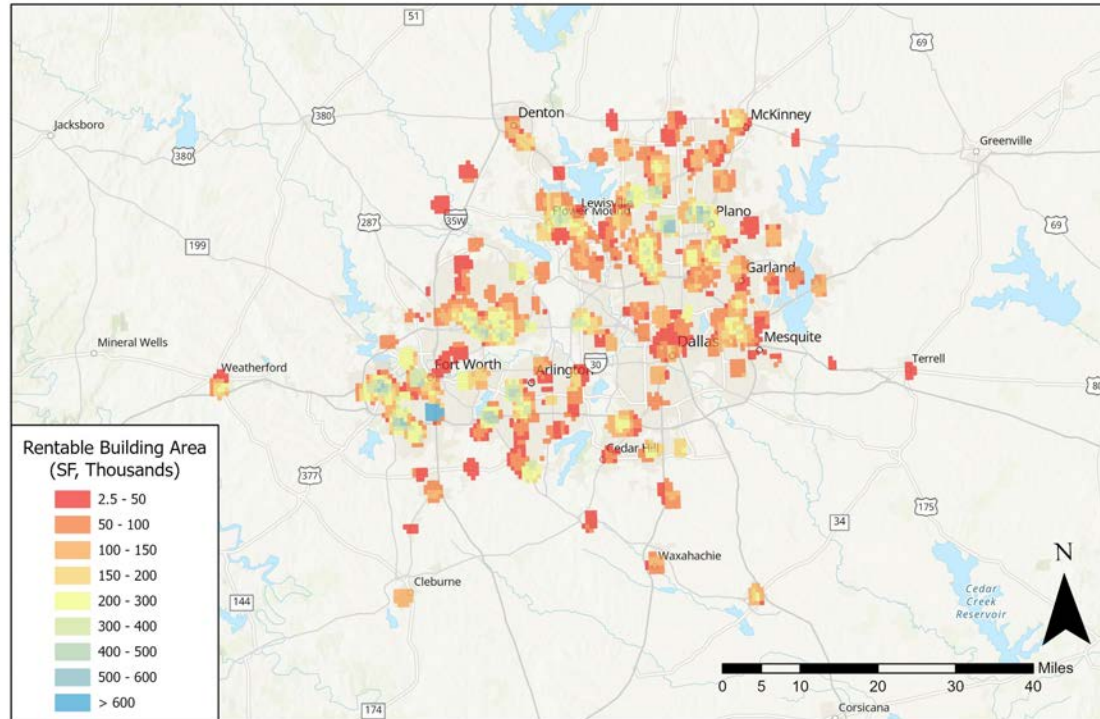 51
69
380
Denton
McKinney
Jacksboro
Greenville
380
Lewisville
Flower Mound
Plano
35W
287
69
199
Garland
Dallas
Mesquite
Mineral Wells
Weatherford
Fort Worth
30
Arlington
Terrell
80
Cedar Hill
377
175
34
Waxahachie
Cleburne
144
Cedar
Creek
Reservoir
174
Corsicana
Rentable Building Area
(SF, Thousands)
2.5 - 50
50 - 100
100 - 150
150 - 200
200 - 300
300 - 400
400 - 500
500 - 600
> 600
N
Miles
0 5 10 20 30 40